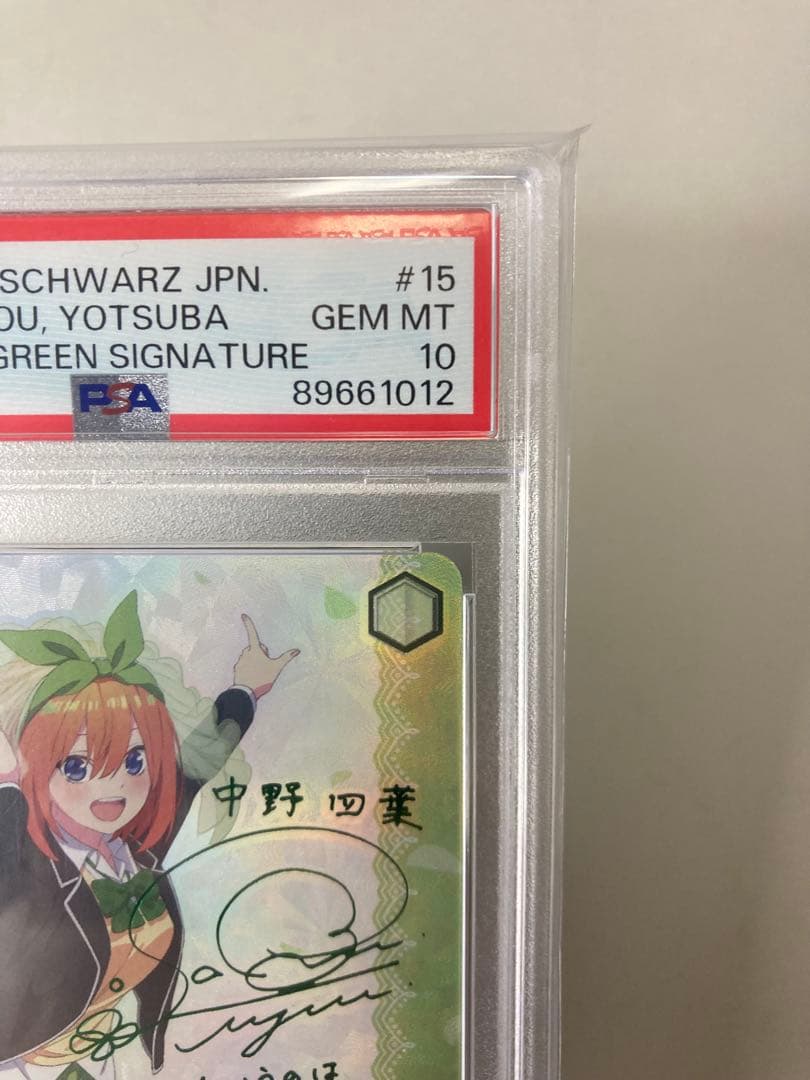 SCHWARZ JPN. #15
OU, YOTSUBA GEM MT
GREEN SIGNATURE 10
PSA 89661012
中野 四葉